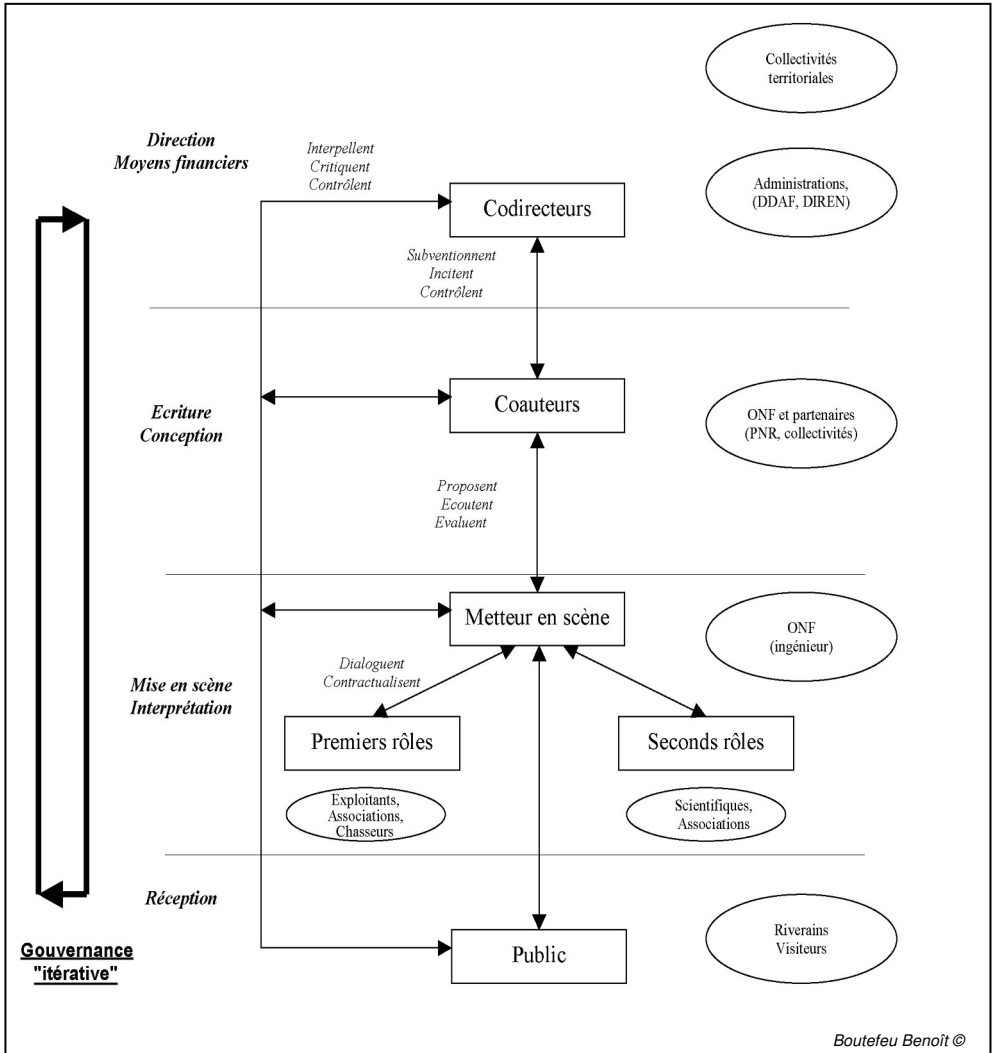 Collectivités
territoriales
Direction
Moyens financiers
Interpellent
Critiquent
Contrôlent
Administrations,
(DDAF, DIREN)
Codirecteurs
Subventionnent
Incitent
Contrôlent
Ecriture
Conception
Coauteurs
ONF et partenaires
(PNR, collectivités)
Proposent
Ecoutent
Evaluent
Metteur en scène
ONF
(ingénieur)
Dialoguent
Contractualisent
Mise en scène
Interprétation
Premiers rôles
Seconds rôles
Exploitants,
Associations,
Chasseurs
Scientifiques,
Associations
Réception
Gouvernance
"itérative"
Public
Riverains
Visiteurs
Boutefeu Benoît ©